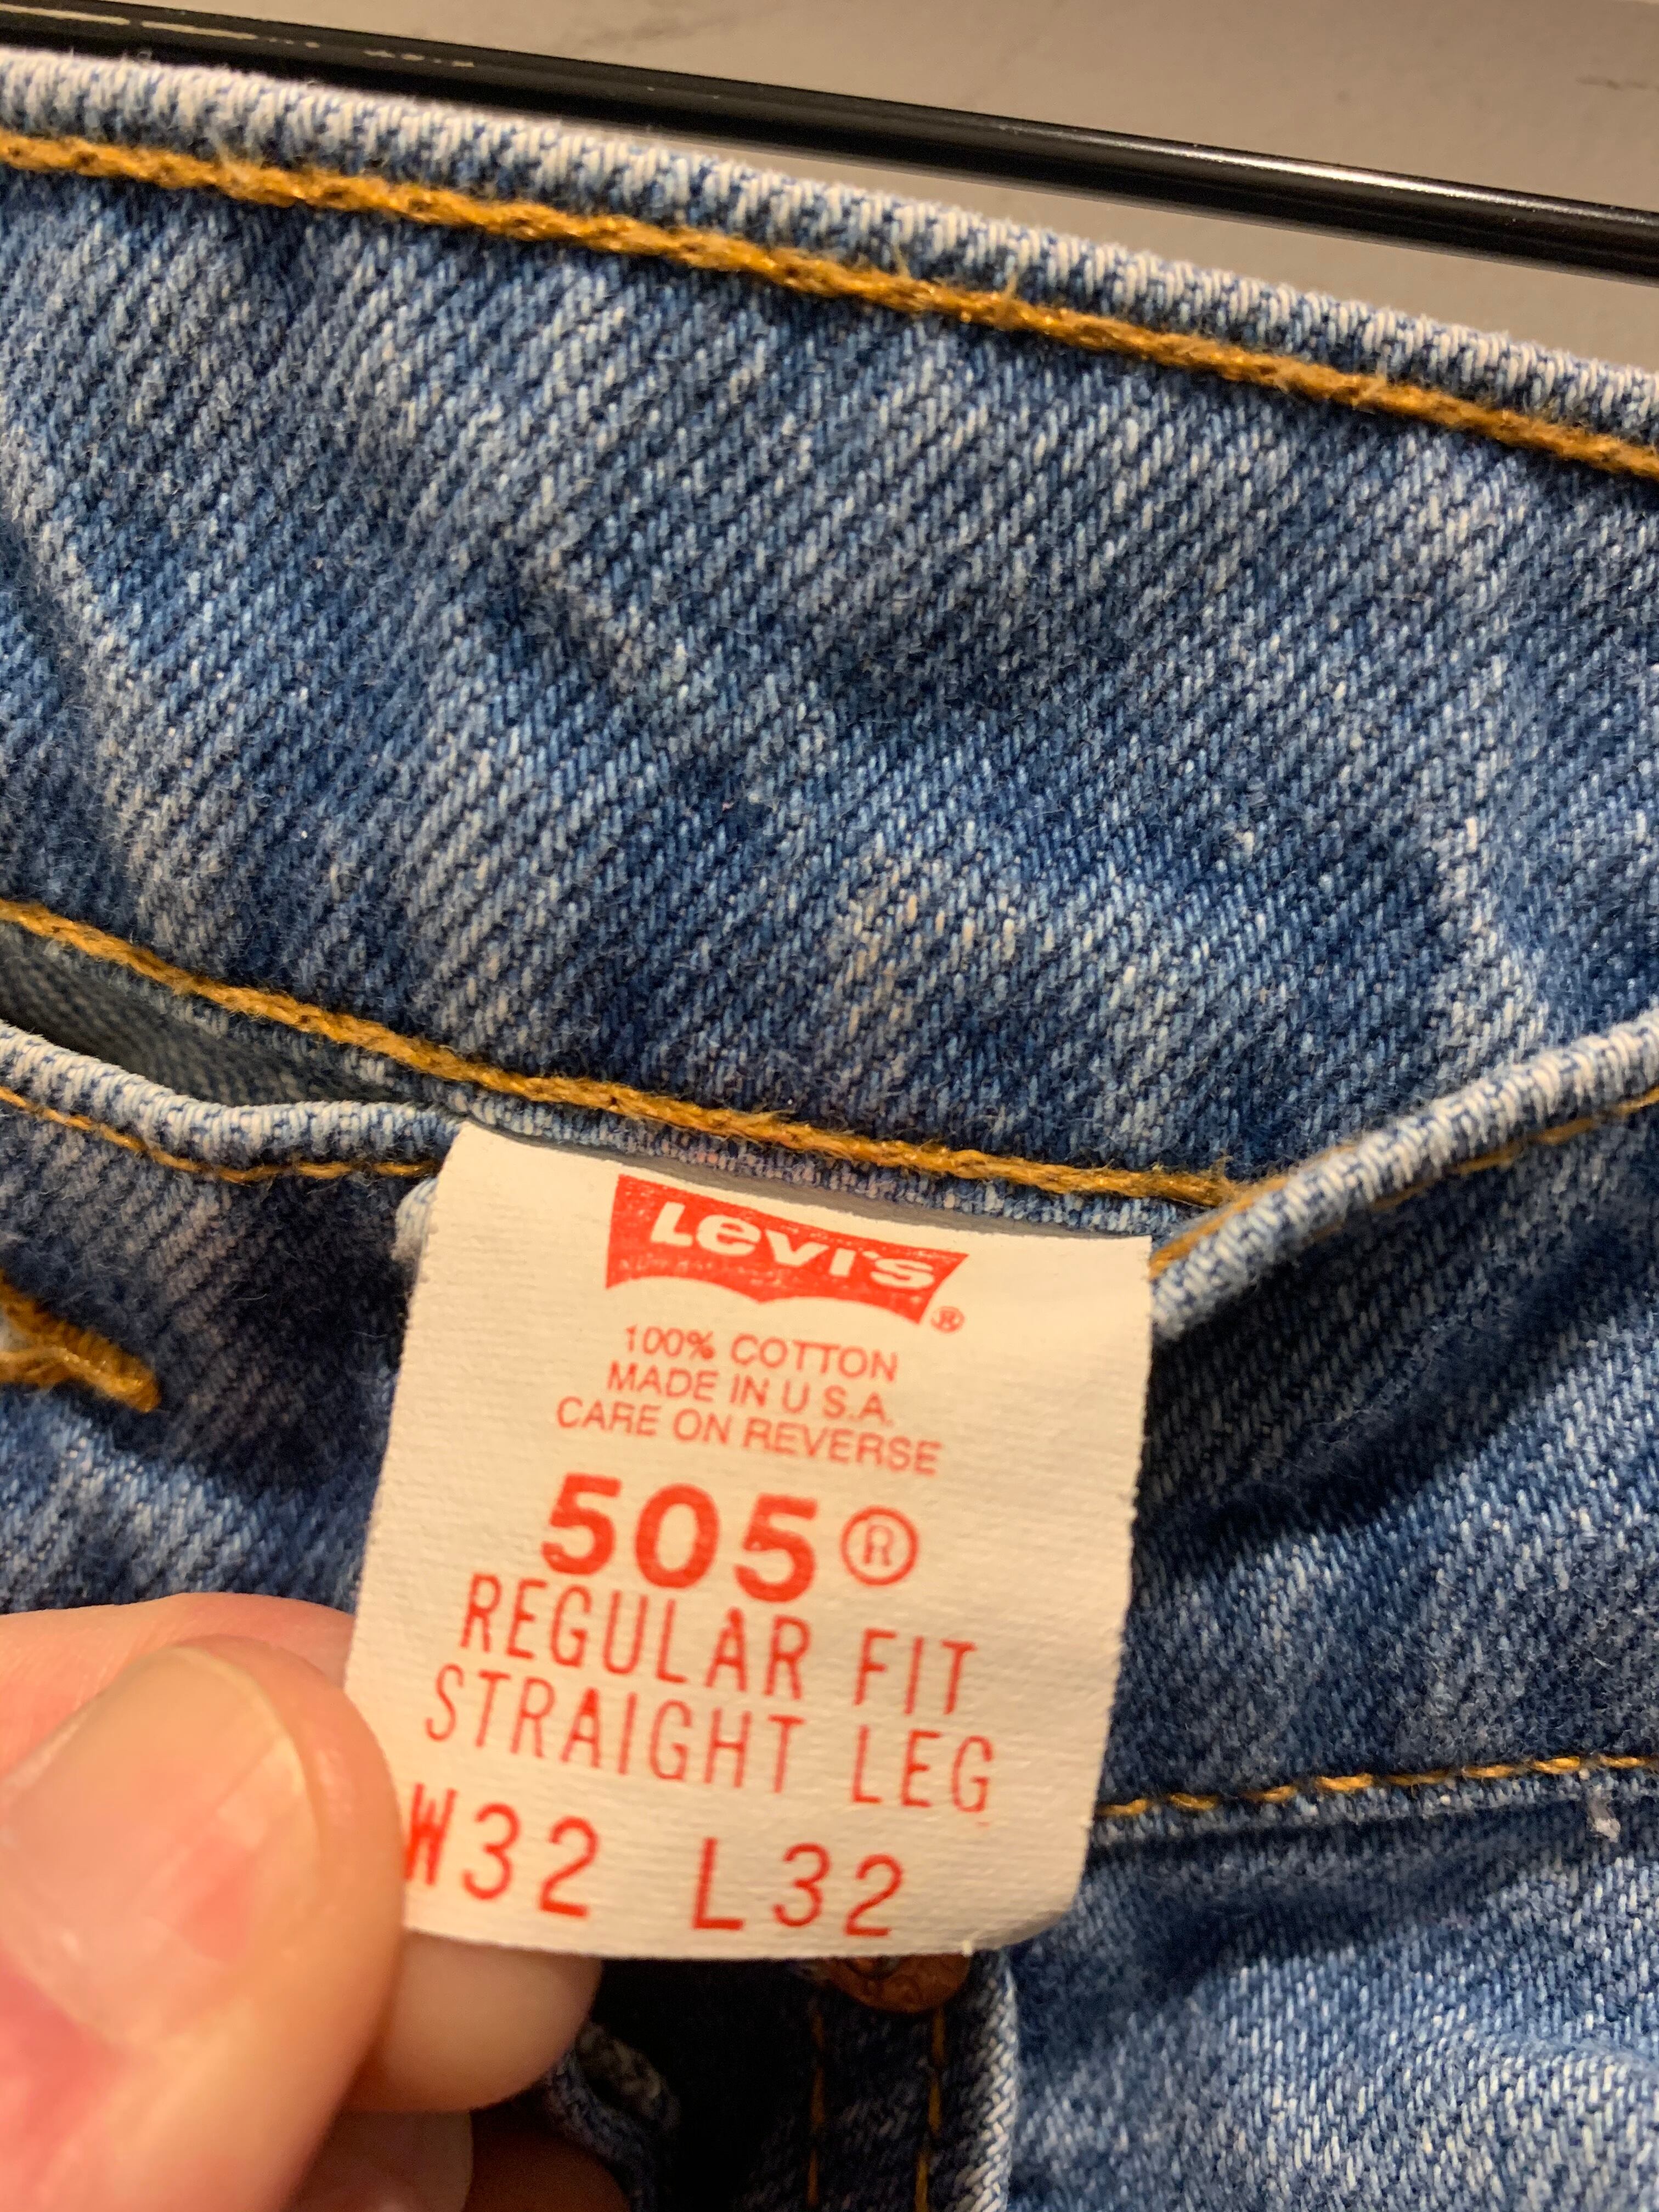 Levi's®
100% COTTON
MADE IN U.S.A.
CARE ON REVERSE
505®
REGULAR FIT
STRAIGHT LEG
W32 L32